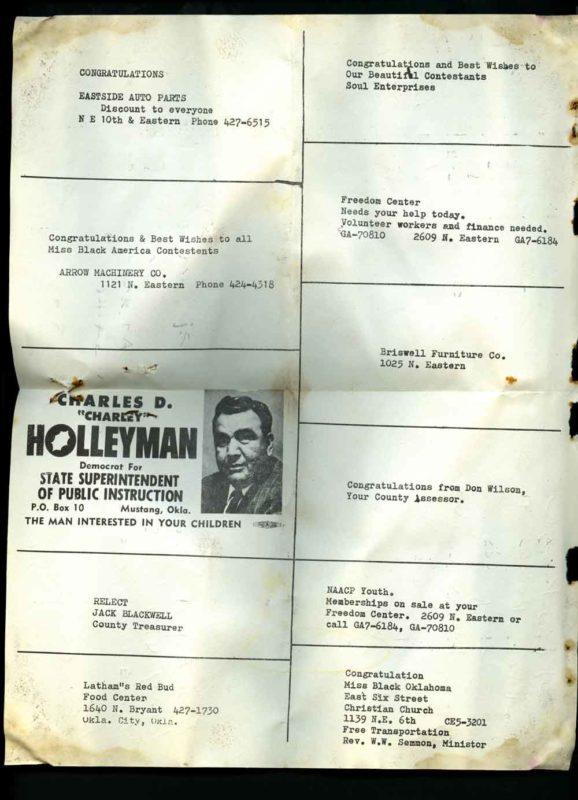 CONGRATULATIONS
EASTSIDE AUTO PARTS
Discount to everyone
N E 10th & Eastern Phone 427-6515
Congratulations & Best Wishes to all
Miss Black America Contestents
ARROW MACHINERY CO.
1121 N. Eastern Phone 424-4318
CHARLES D.
"CHARLEY"
HOLLEYMAN
Democrat For
STATE SUPERINTENDENT
OF PUBLIC INSTRUCTION
P.O. Box 10 Mustang, Okla.
THE MAN INTERESTED IN YOUR CHILDREN
RELECT
JACK BLACKWELL
County Treasurer
Latham"s Red Bud
Food Center
1640 N. Bryant 427-1730
Okla. City, Okla.
Congratulations and Best Wishes to
Our Beautiful Contestants
Soul Enterprises
Freedom Center
Needs your help today.
Volunteer workers and finance needed.
GA-70810 2609 N. Eastern GA7-6184
Briswell Furniture Co.
1025 N. Eastern
Congratulations from Don Wilson,
Your County Assessor.
NAACP Youth.
Memberships on sale at your
Freedom Center. 2609 N. Eastern or
call GA7-6184, GA-70810
Congratulation
Miss Black Oklahoma
East Six Street
Christian Church
1139 N.E. 6th CE5-3201
Free Transportation
Rev. W.W. Semmon, Ministor